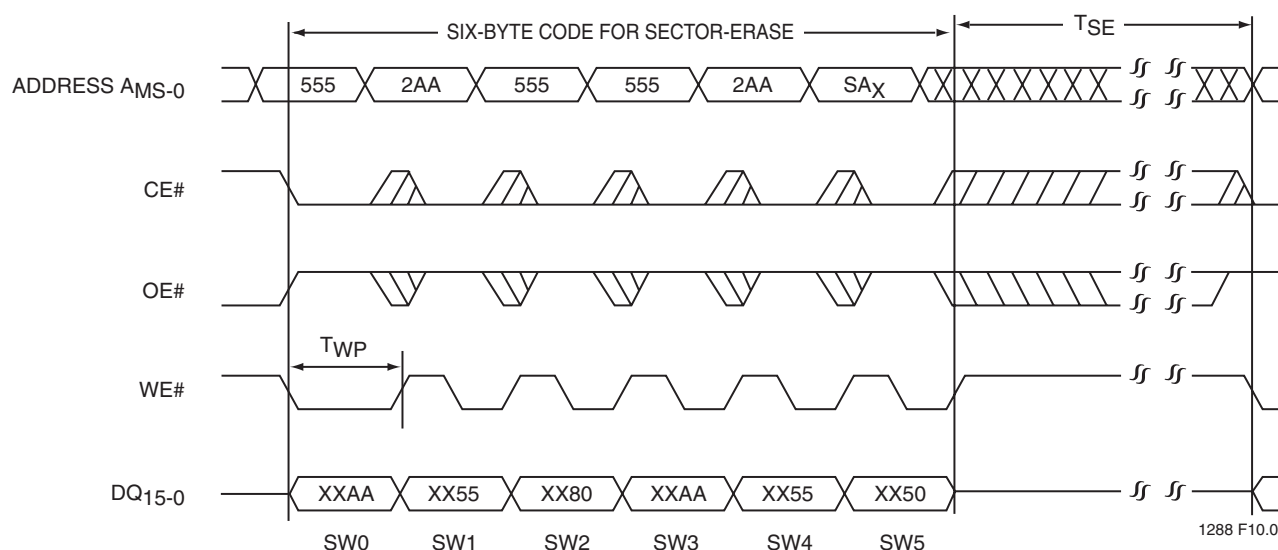 SIX-BYTE CODE FOR SECTOR-ERASE
TSE
ADDRESS AMS-0
555 2AA 555 555 2AA SAX
CE#
OE#
TWP
WE#
DQ15-0
XXAA XX55 XX80 XXAA XX55 XX50
SW0 SW1 SW2 SW3 SW4 SW5
1288 F10.0